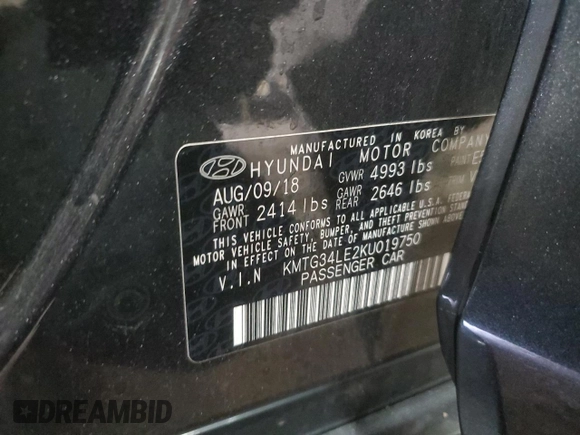 MANUFACTURED IN KOREA BY
HYUNDAI MOTOR COMPANY
AUG/09/18 GVWR 4993 lbs PAINT
GAWR FRONT 2414 lbs GAWR REAR 2646 lbs
THIS VEHICLE CONFORMS TO ALL APPLICABLE U.S.A. FEDERAL
MOTOR VEHICLE SAFETY, BUMPER, AND THEFT
IN EFFECT ON THE DATE OF MANUFACTURE SHOWN
V.I.N KMTG34LE2KU019750
PASSENGER CAR
DREAMBID